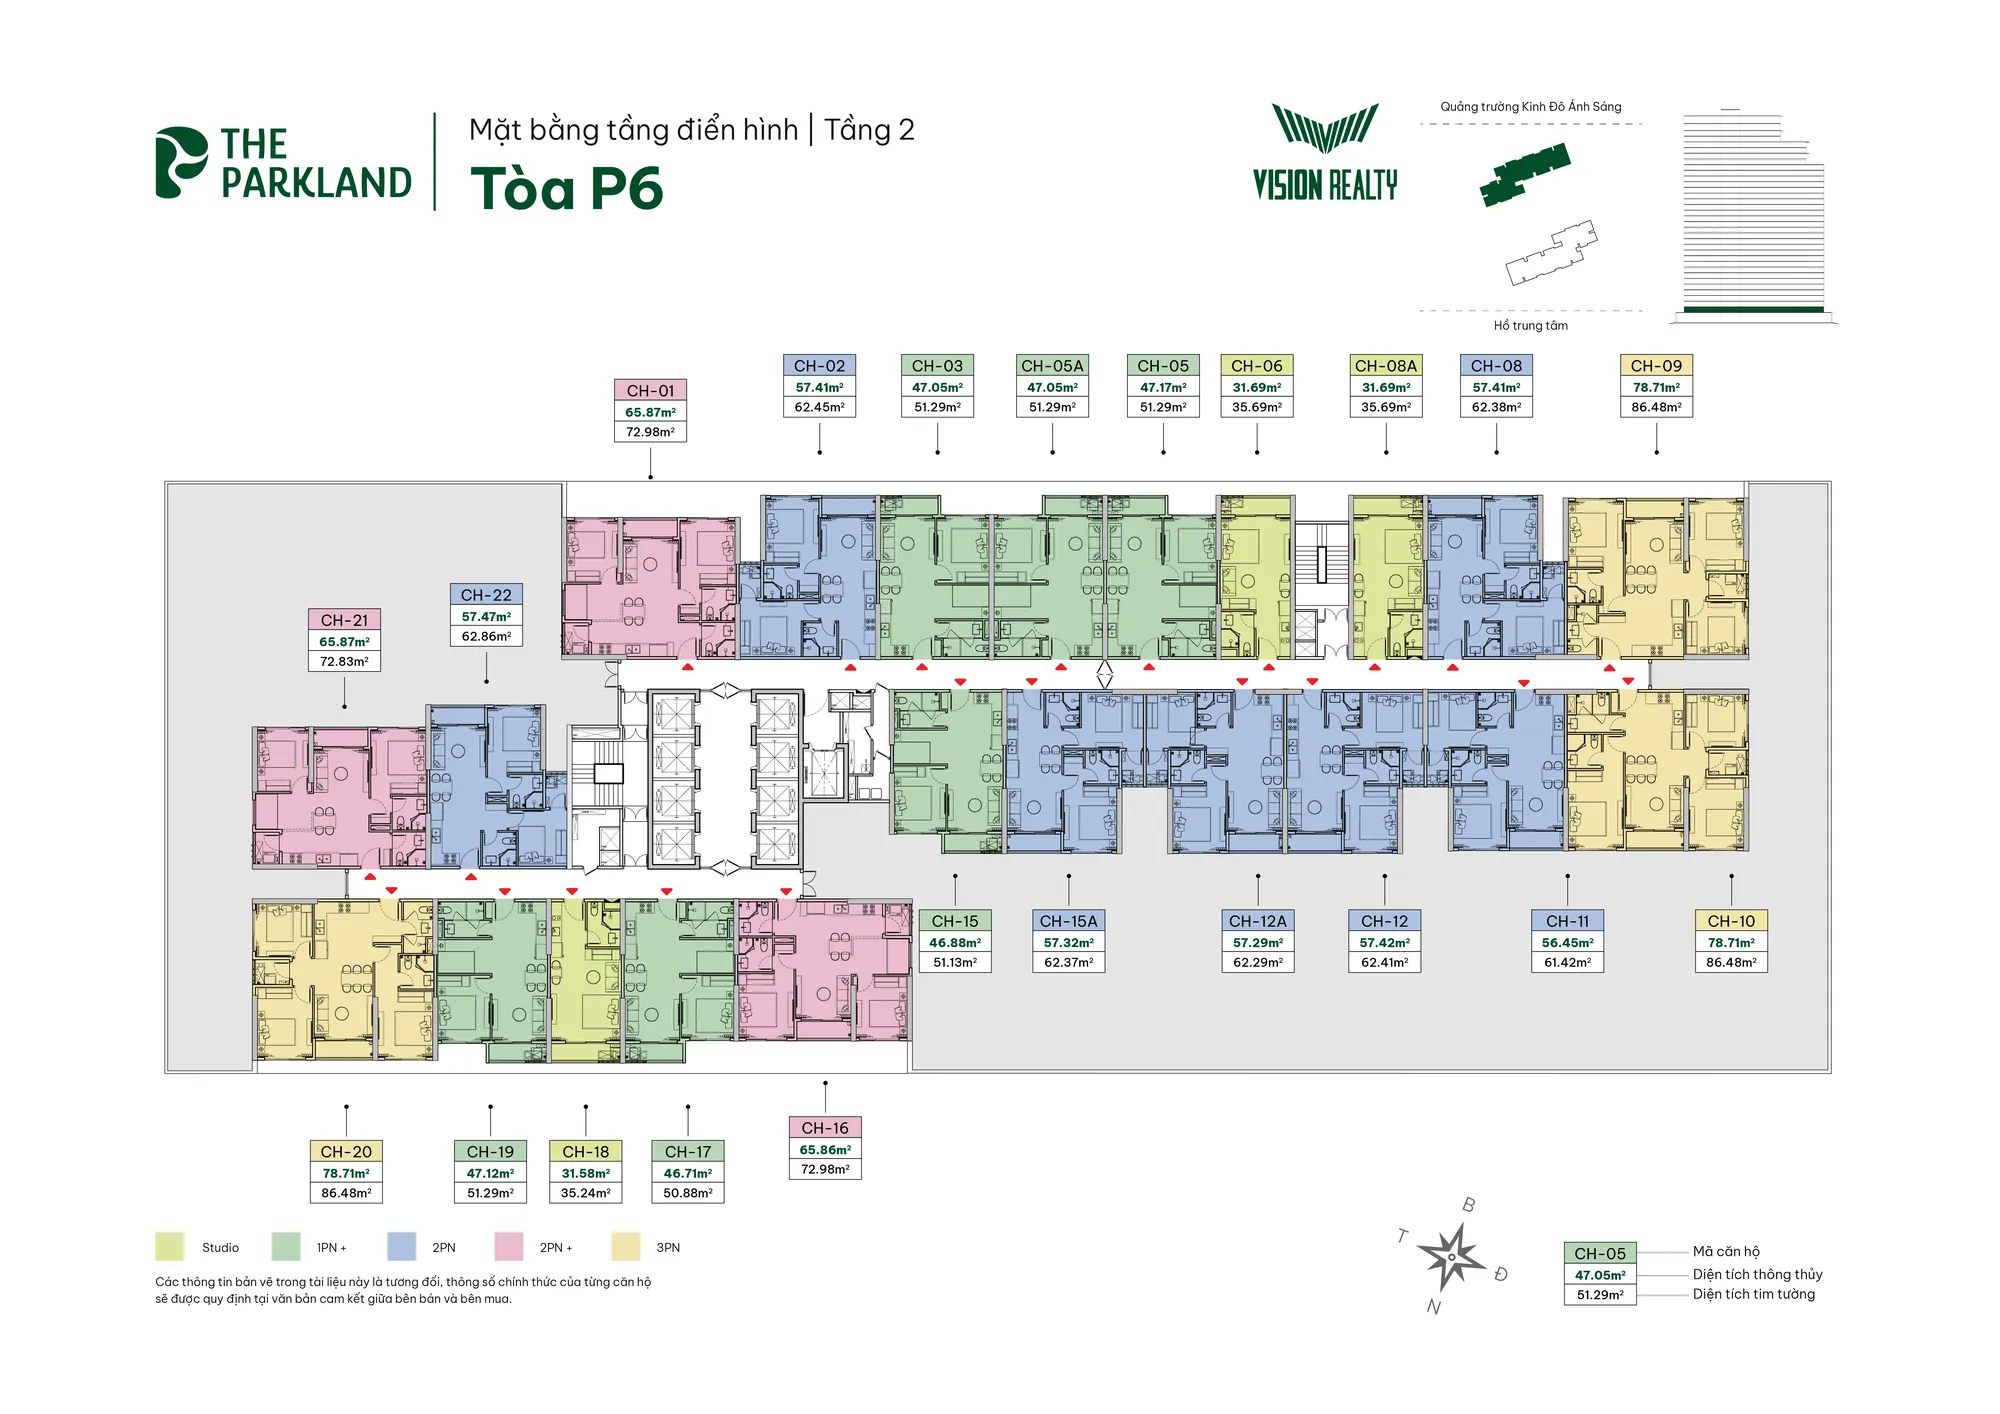 THE
PARKLAND
Mặt bằng tầng điển hình | Tầng 2
Tòa P6
VISION REALTY
Quảng trường Kinh Đô Ánh Sáng
Hồ trung tâm
CH-01
65.87m²
72.98m²
CH-02
57.41m²
62.45m²
CH-03
47.05m²
51.29m²
CH-05A
47.05m²
51.29m²
CH-05
47.17m²
51.29m²
CH-06
31.69m²
35.69m²
CH-08A
31.69m²
35.69m²
CH-08
57.41m²
62.38m²
CH-09
78.71m²
86.48m²
CH-21
65.87m²
72.83m²
CH-22
57.47m²
62.86m²
CH-15
46.88m²
51.13m²
CH-15A
57.32m²
62.37m²
CH-12A
57.29m²
62.29m²
CH-12
57.42m²
62.41m²
CH-11
56.45m²
61.42m²
CH-10
78.71m²
86.48m²
CH-20
78.71m²
86.48m²
CH-19
47.12m²
51.29m²
CH-18
31.58m²
35.24m²
CH-17
46.71m²
50.88m²
CH-16
65.86m²
72.98m²
Studio
1PN +
2PN
2PN +
3PN
Các thông tin bản vẽ trong tài liệu này là tương đối, thông số chính thức của từng căn hộ
sẽ được quy định tại văn bản cam kết giữa bên bán và bên mua.
B
T
Đ
N
CH-05
47.05m²
51.29m²
Mã căn hộ
Diện tích thông thủy
Diện tích tim tường